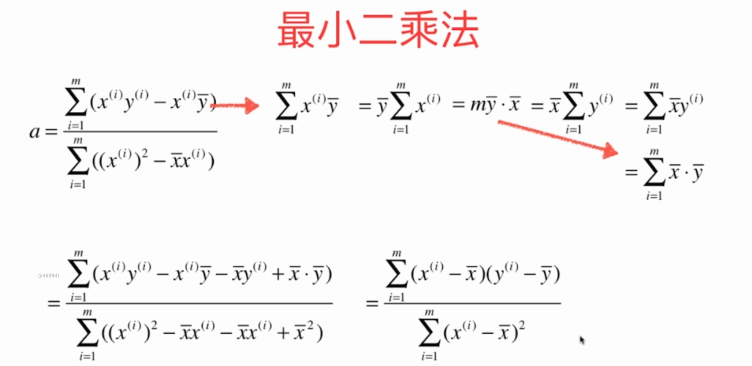 最小二乘法
a = \frac{\sum_{i=1}^{m}(x^{(i)}y^{(i)} - x^{(i)}\overline{y})}{\sum_{i=1}^{m}((x^{(i)})^2 - \overline{x}x^{(i)})}
\sum_{i=1}^{m} x^{(i)}\overline{y} = \overline{y}\sum_{i=1}^{m} x^{(i)} = m\overline{y} \cdot \overline{x} = \overline{x}\sum_{i=1}^{m} y^{(i)} = \sum_{i=1}^{m} \overline{x}y^{(i)}
= \sum_{i=1}^{m} \overline{x} \cdot \overline{y}
= \frac{\sum_{i=1}^{m}(x^{(i)}y^{(i)} - x^{(i)}\overline{y} - \overline{x}y^{(i)} + \overline{x} \cdot \overline{y})}{\sum_{i=1}^{m}((x^{(i)})^2 - \overline{x}x^{(i)} - \overline{x}x^{(i)} + \overline{x}^2)} = \frac{\sum_{i=1}^{m}(x^{(i)} - \overline{x})(y^{(i)} - \overline{y})}{\sum_{i=1}^{m}(x^{(i)} - \overline{x})^2}